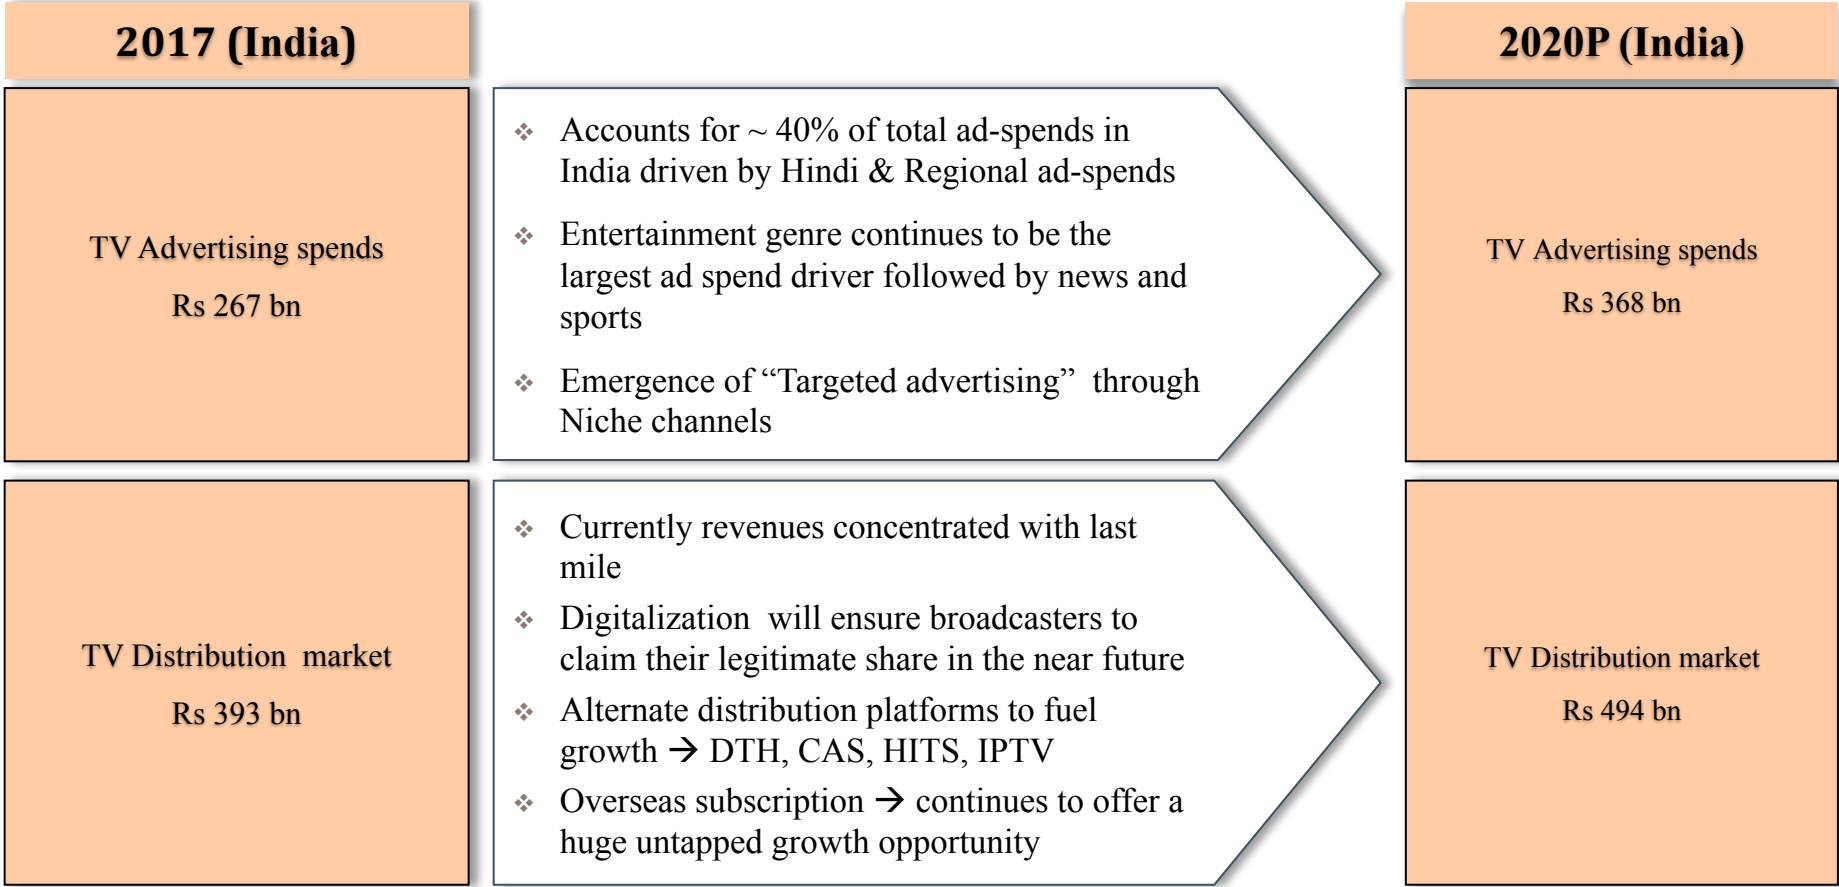 2017 (India)
2020P (India)
TV Advertising spends
Rs 267 bn
❖ Accounts for ~ 40% of total ad-spends in
India driven by Hindi & Regional ad-spends
❖ Entertainment genre continues to be the
largest ad spend driver followed by news and
sports
❖ Emergence of “Targeted advertising”  through
Niche channels
TV Advertising spends
Rs 368 bn
TV Distribution  market
Rs 393 bn
❖ Currently revenues concentrated with last
mile
❖ Digitalization  will ensure broadcasters to
claim their legitimate share in the near future
❖ Alternate distribution platforms to fuel
growth → DTH, CAS, HITS, IPTV
❖ Overseas subscription → continues to offer a
huge untapped growth opportunity
TV Distribution market
Rs 494 bn